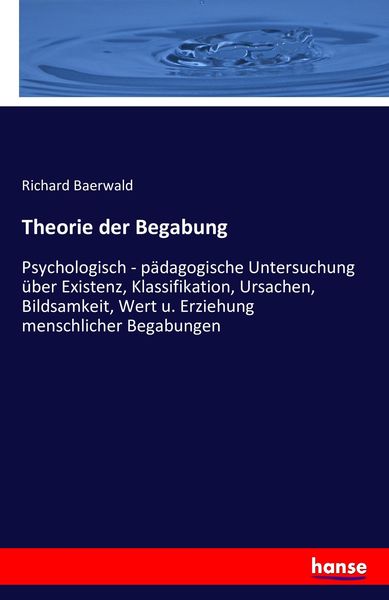 Richard Baerwald
Theorie der Begabung
Psychologisch - pädagogische Untersuchung
über Existenz, Klassifikation, Ursachen,
Bildsamkeit, Wert u. Erziehung
menschlicher Begabungen
hanse